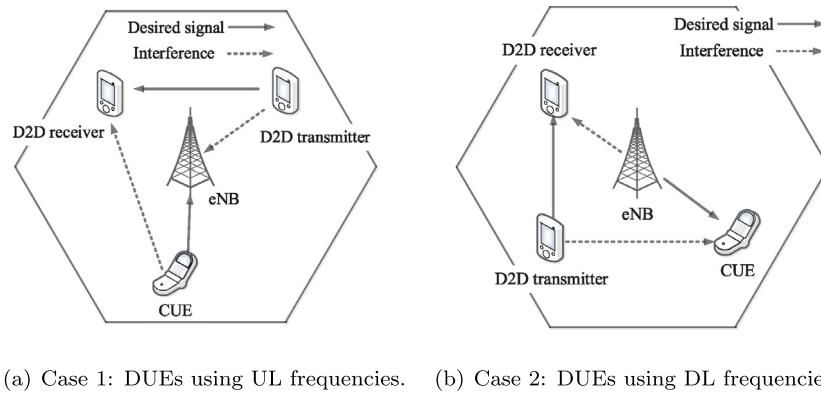 Desired signal
Interference
D2D receiver
D2D transmitter
eNB
CUE
(a) Case 1: DUEs using UL frequencies.
Desired signal
Interference
D2D receiver
eNB
D2D transmitter
CUE
(b) Case 2: DUEs using DL frequencie